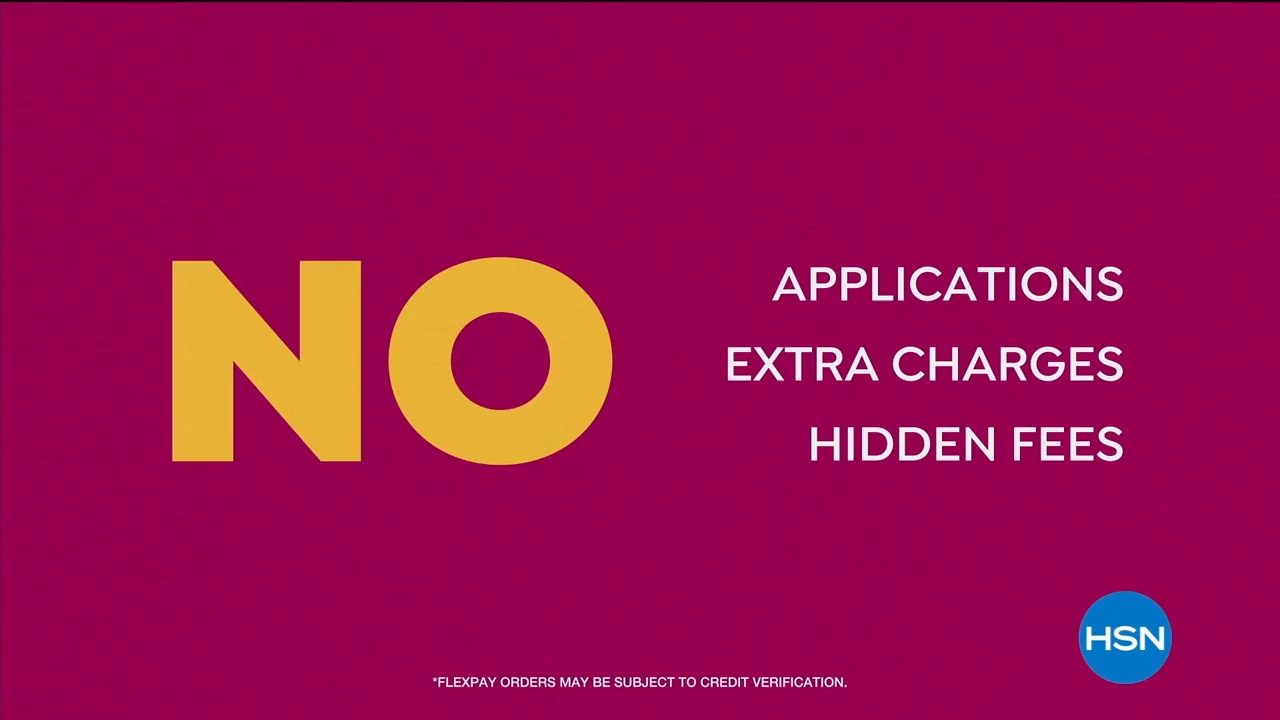 NO
APPLICATIONS
EXTRA CHARGES
HIDDEN FEES
HSN
*FLEXPAY ORDERS MAY BE SUBJECT TO CREDIT VERIFICATION.